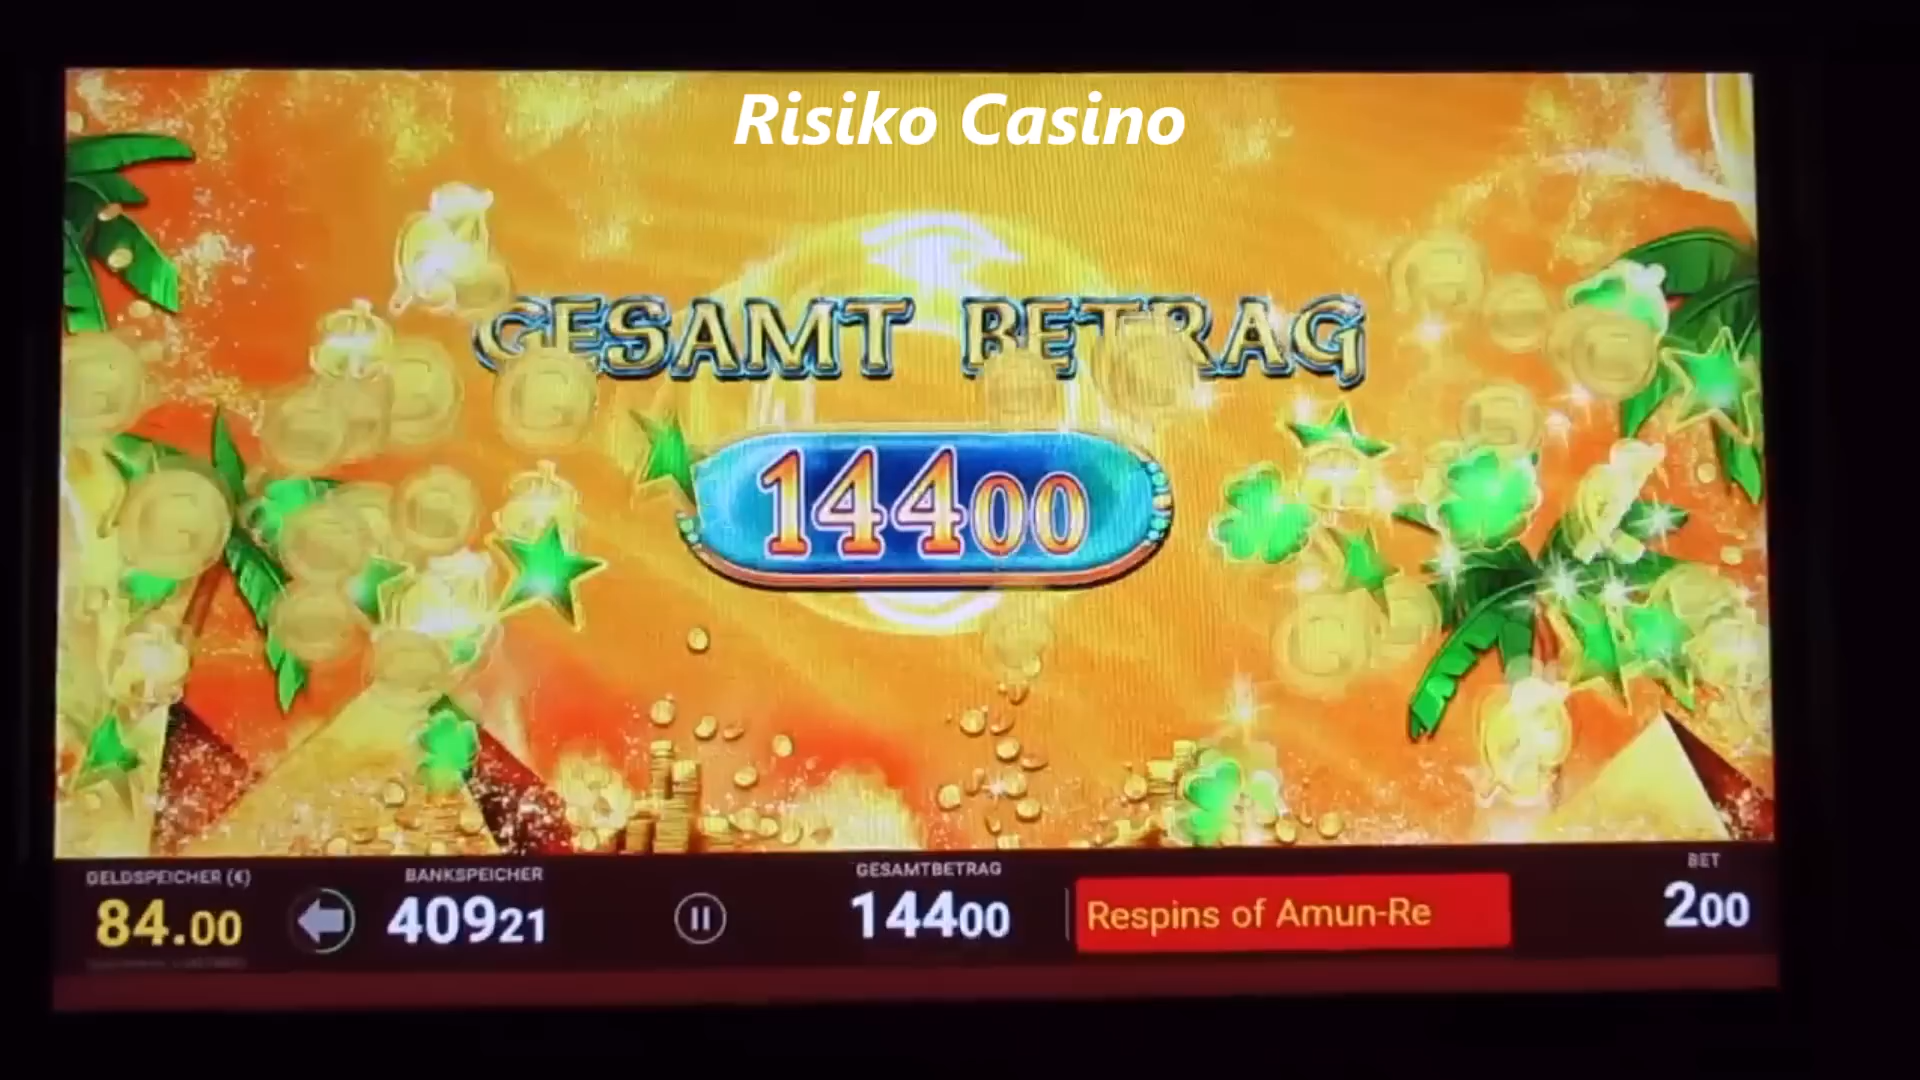 Risiko Casino
GESAMT BETRAG
14400
GELDSPEICHER (€)
84.00
BANKSPEICHER
40921
GESAMTBETRAG
14400
Respins of Amun-Re
BET
200